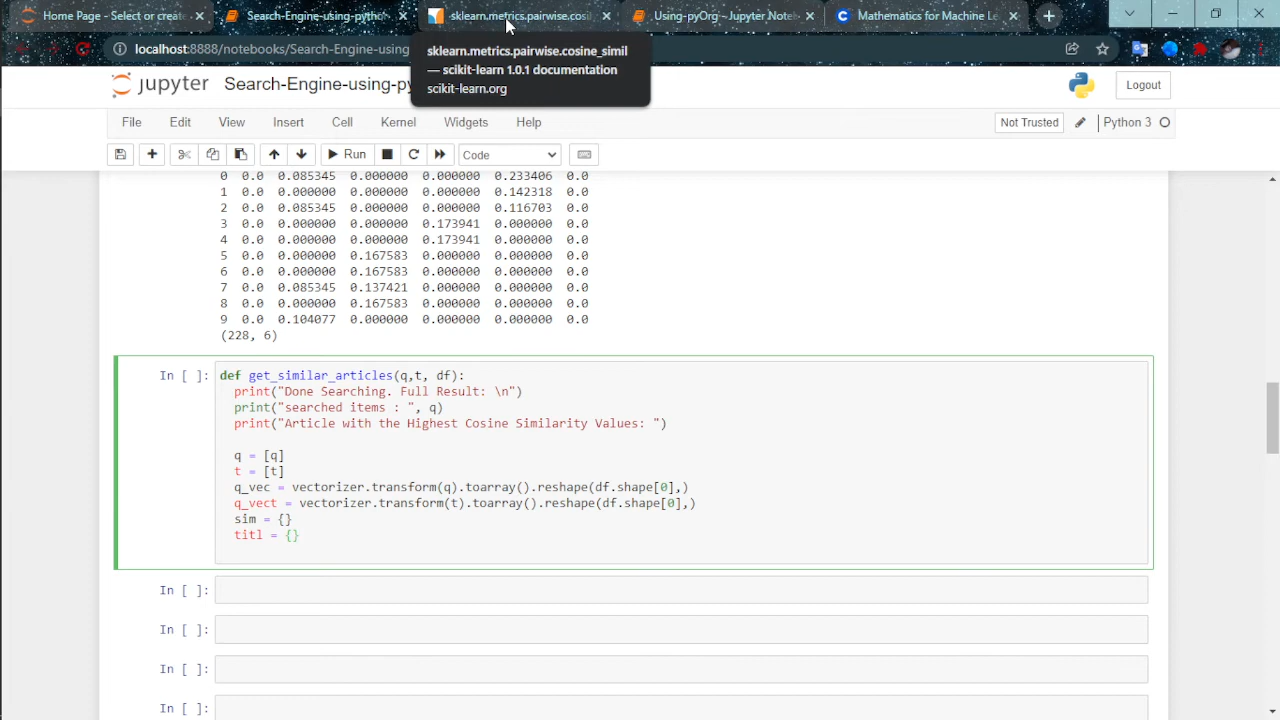 Home Page - Select or create
Search-Engine-using-python
sklearn.metrics.pairwise.cosi
Using-pyOrg - Jupyter Noteb
Mathematics for Machine Le
localhost:8888/notebooks/Search-Engine-using
sklearn.metrics.pairwise.cosine_simil
— scikit-learn 1.0.1 documentation
scikit-learn.org
jupyter
Search-Engine-using-py
Logout
File Edit View Insert Cell Kernel Widgets Help
Not Trusted
Python 3
Run
Code
0 0.0 0.085345 0.000000 0.000000 0.233406 0.0
1 0.0 0.000000 0.000000 0.000000 0.142318 0.0
2 0.0 0.085345 0.000000 0.000000 0.116703 0.0
3 0.0 0.000000 0.000000 0.173941 0.000000 0.0
4 0.0 0.000000 0.000000 0.173941 0.000000 0.0
5 0.0 0.000000 0.167583 0.000000 0.000000 0.0
6 0.0 0.000000 0.167583 0.000000 0.000000 0.0
7 0.0 0.085345 0.137421 0.000000 0.000000 0.0
8 0.0 0.000000 0.167583 0.000000 0.000000 0.0
9 0.0 0.104077 0.000000 0.000000 0.000000 0.0
(228, 6)
In [ ]: def get_similar_articles(q,t, df):
print("Done Searching. Full Result: \n")
print("searched items : ", q)
print("Article with the Highest Cosine Similarity Values: ")
q = [q]
t = [t]
q_vec = vectorizer.transform(q).toarray().reshape(df.shape[0],)
q_vect = vectorizer.transform(t).toarray().reshape(df.shape[0],)
sim = {}
titl = {}
In [ ]:
In [ ]:
In [ ]:
In [ ]: